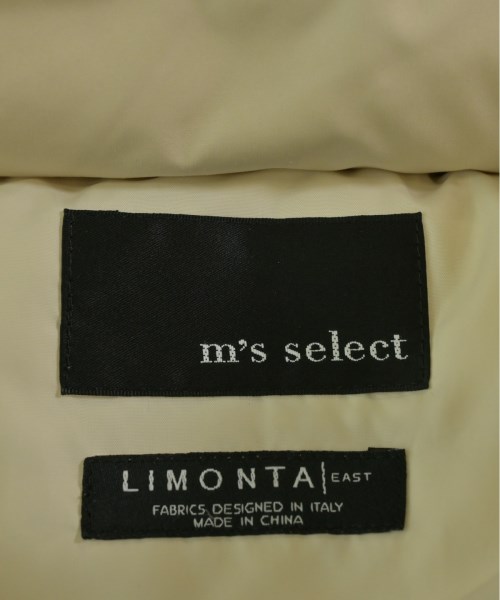 m's select
LIMONTA| EAST
FABRICS DESIGNED IN ITALY
MADE IN CHINA